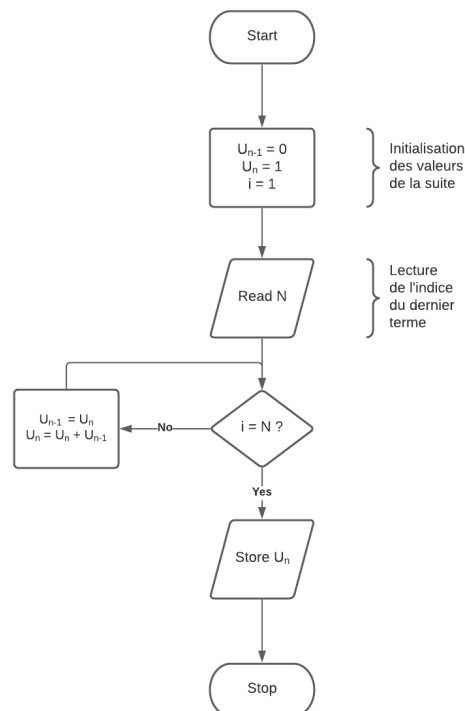 Start
Uₙ₋₁ = 0
Uₙ = 1
i = 1
Initialisation
des valeurs
de la suite
Read N
Lecture
de l'indice
du dernier
terme
Uₙ₋₁ = Uₙ
Uₙ = Uₙ + Uₙ₋₁
No
i = N ?
Yes
Store Uₙ
Stop